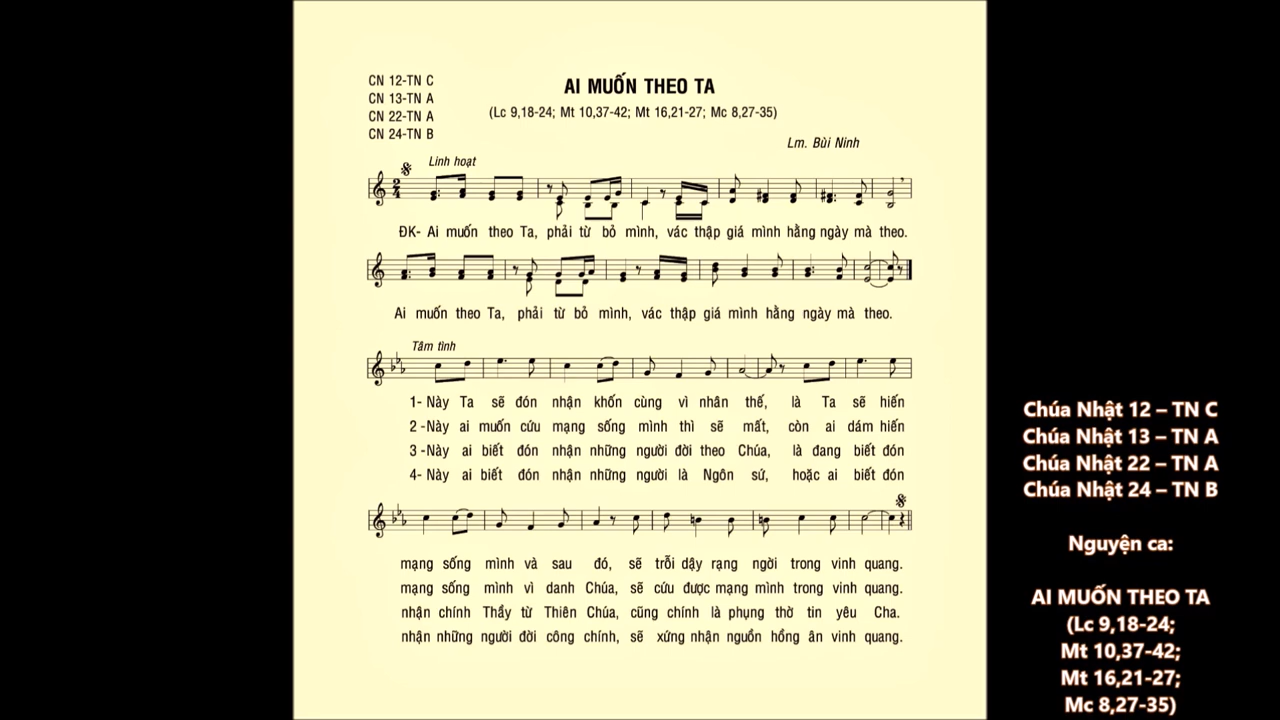 CN 12-TN C
CN 13-TN A
CN 22-TN A
CN 24-TN B
AI MUỐN THEO TA
(Lc 9,18-24; Mt 10,37-42; Mt 16,21-27; Mc 8,27-35)
Lm. Bùi Ninh
Linh hoạt
ĐK- Ai muốn theo Ta, phải từ bỏ mình, vác thập giá mình hằng ngày mà theo.
Ai muốn theo Ta, phải từ bỏ mình, vác thập giá mình hằng ngày mà theo.
Tâm tình
1- Này Ta sẽ đón nhận khốn cùng vì nhân thế, là Ta sẽ hiến
2 -Này ai muốn cứu mạng sống mình thì sẽ mất, còn ai dám hiến
3 -Này ai biết đón nhận những người đời theo Chúa, là đang biết đón
4- Này ai biết đón nhận những người là Ngôn sứ, hoặc ai biết đón
mạng sống mình và sau đó, sẽ trỗi dậy rạng ngời trong vinh quang.
mạng sống mình vì danh Chúa, sẽ cứu được mạng mình trong vinh quang.
nhận chính Thầy từ Thiên Chúa, cũng chính là phụng thờ tin yêu Cha.
nhận những người đời công chính, sẽ xứng nhận nguồn hồng ân vinh quang.
Chúa Nhật 12 – TN C
Chúa Nhật 13 – TN A
Chúa Nhật 22 – TN A
Chúa Nhật 24 – TN B
Nguyện ca:
AI MUỐN THEO TA
(Lc 9,18-24;
Mt 10,37-42;
Mt 16,21-27;
Mc 8,27-35)